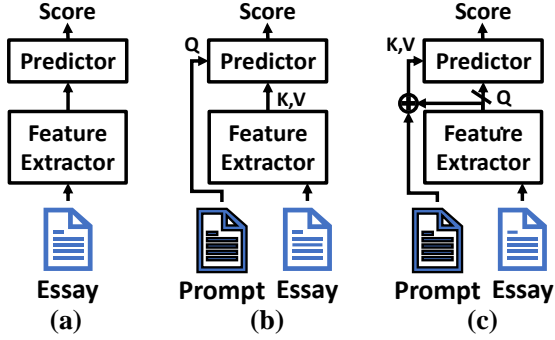 Score
Predictor
Feature
Extractor
Essay
(a)
Score
Q
Predictor
K,V
Feature
Extractor
Prompt Essay
(b)
Score
K,V
Predictor
Q
Feature
Extractor
Prompt Essay
(c)